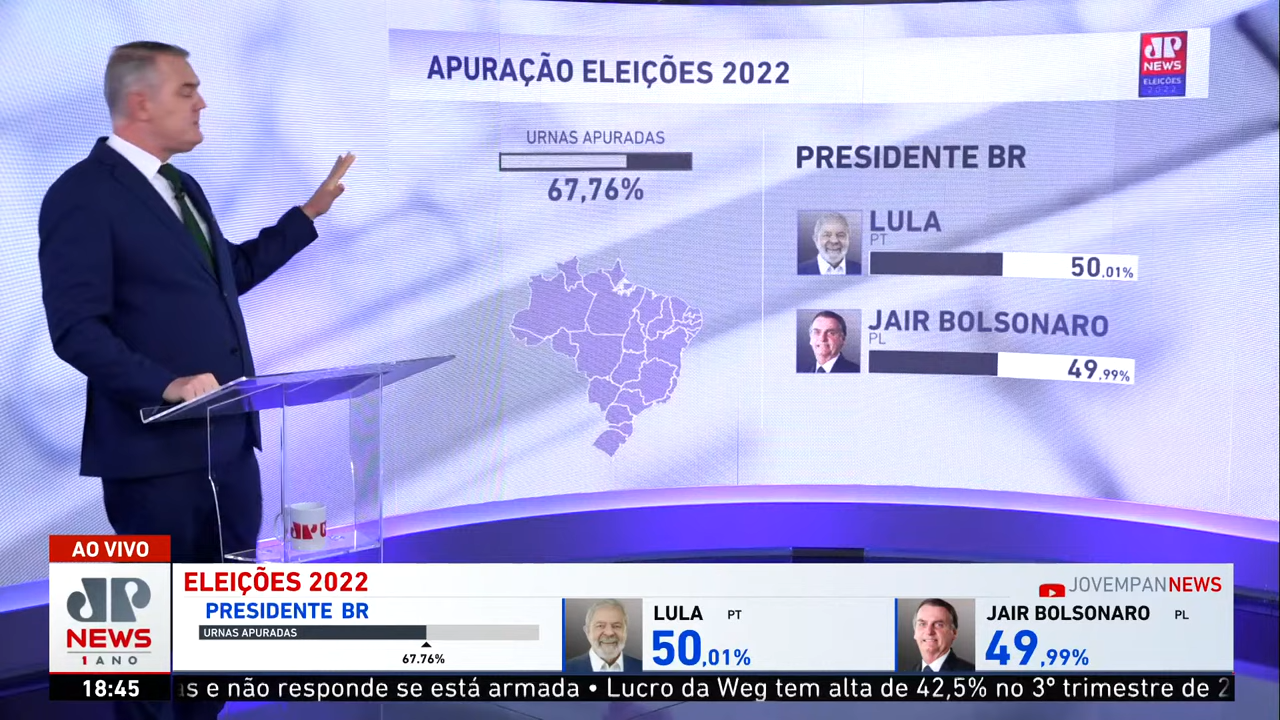 APURAÇÃO ELEIÇÕES 2022
JP
NEWS
ELEIÇÕES
2022
URNAS APURADAS
67,76%
PRESIDENTE BR
LULA
PT
50,01%
JAIR BOLSONARO
PL
49,99%
JP
AO VIVO
JP
NEWS
1 ANO
ELEIÇÕES 2022
JOVEMPANNEWS
PRESIDENTE BR
URNAS APURADAS
67.76%
LULA PT
50,01%
JAIR BOLSONARO PL
49,99%
18:45
s e não responde se está armada • Lucro da Weg tem alta de 42,5% no 3° trimestre de 2